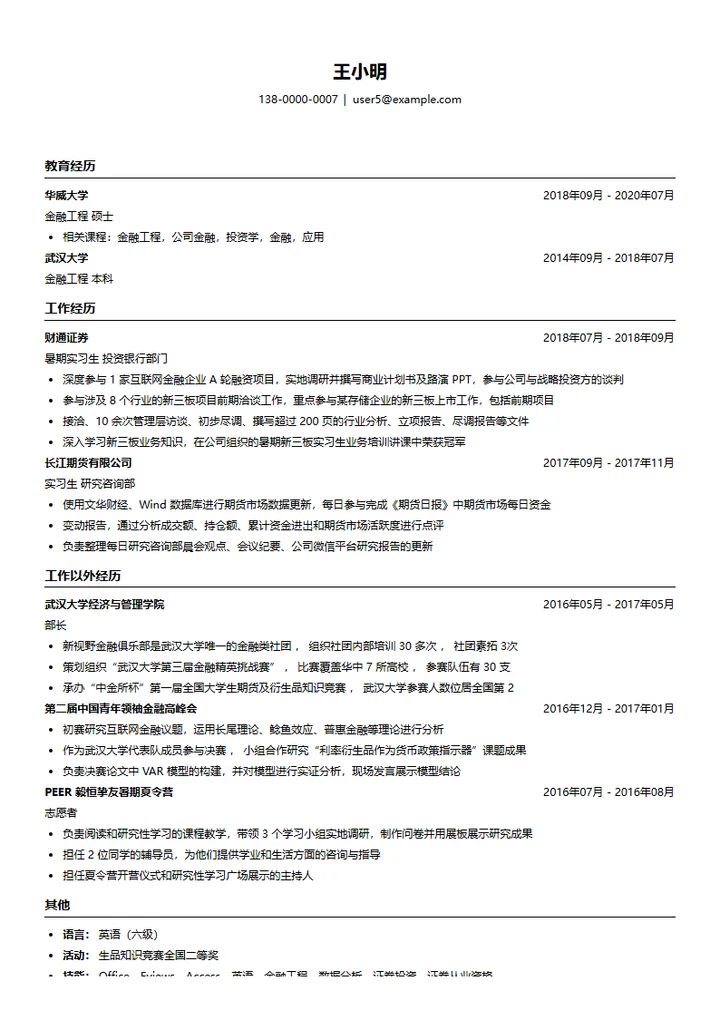 王小明
138-0000-0007 | user5@example.com
教育经历
华威大学 2018年09月 - 2020年07月
金融工程 硕士
• 相关课程：金融工程，公司金融，投资学，金融，应用
武汉大学 2014年09月 - 2018年07月
金融工程 本科
工作经历
财通证券 2018年07月 - 2018年09月
暑期实习生 投资银行部门
• 深度参与 1 家互联网金融企业 A 轮融资项目，实地调研并撰写商业计划书及路演 PPT，参与公司与战略投资方的谈判
• 参与涉及 8 个行业的新三板项目前期洽谈工作，重点参与某存储企业的新三板上市工作，包括前期项目
• 接洽、10 余次管理层访谈、初步尽调、撰写超过 200 页的行业分析、立项报告、尽调报告等文件
• 深入学习新三板业务知识，在公司组织的暑期新三板实习生业务培训讲课中荣获冠军
长江期货有限公司 2017年09月 - 2017年11月
实习生 研究咨询部
• 使用文华财经、Wind 数据库进行期货市场数据更新，每日参与完成《期货日报》中期货市场每日资金
• 变动报告，通过分析成交额、持仓额、累计资金进出和期货市场活跃度进行点评
• 负责整理每日研究咨询部晨会观点、会议纪要、公司微信平台研究报告的更新
工作以外经历
武汉大学经济与管理学院 2016年05月 - 2017年05月
部长
• 新视野金融俱乐部是武汉大学唯一的金融类社团 ， 组织社团内部培训 30 多次 ， 社团素拓 3次
• 策划组织“武汉大学第三届金融精英挑战赛” ， 比赛覆盖华中 7 所高校 ， 参赛队伍有 30 支
• 承办“中金所杯”第一届全国大学生期货及衍生品知识竞赛 ， 武汉大学参赛人数位居全国第 2
第二届中国青年领袖金融高峰会 2016年12月 - 2017年01月
• 初赛研究互联网金融议题，运用长尾理论、鲶鱼效应、普惠金融等理论进行分析
• 作为武汉大学代表队成员参与决赛 ， 小组合作研究“利率衍生品作为货币政策指示器”课题成果
• 负责决赛论文中 VAR 模型的构建，并对模型进行实证分析，现场发言展示模型结论
PEER 毅恒挚友暑期夏令营 2016年07月 - 2016年08月
志愿者
• 负责阅读和研究性学习的课程教学，带领 3 个学习小组实地调研，制作问卷并用展板展示研究成果
• 担任 2 位同学的辅导员，为他们提供学业和生活方面的咨询与指导
• 担任夏令营开营仪式和研究性学习广场展示的主持人
其他
• 语言： 英语（六级）
• 活动： 生品知识竞赛全国二等奖
• 技能： Office、Eviews、Access、英语、金融工程、数据分析、证券投资、证券从业资格